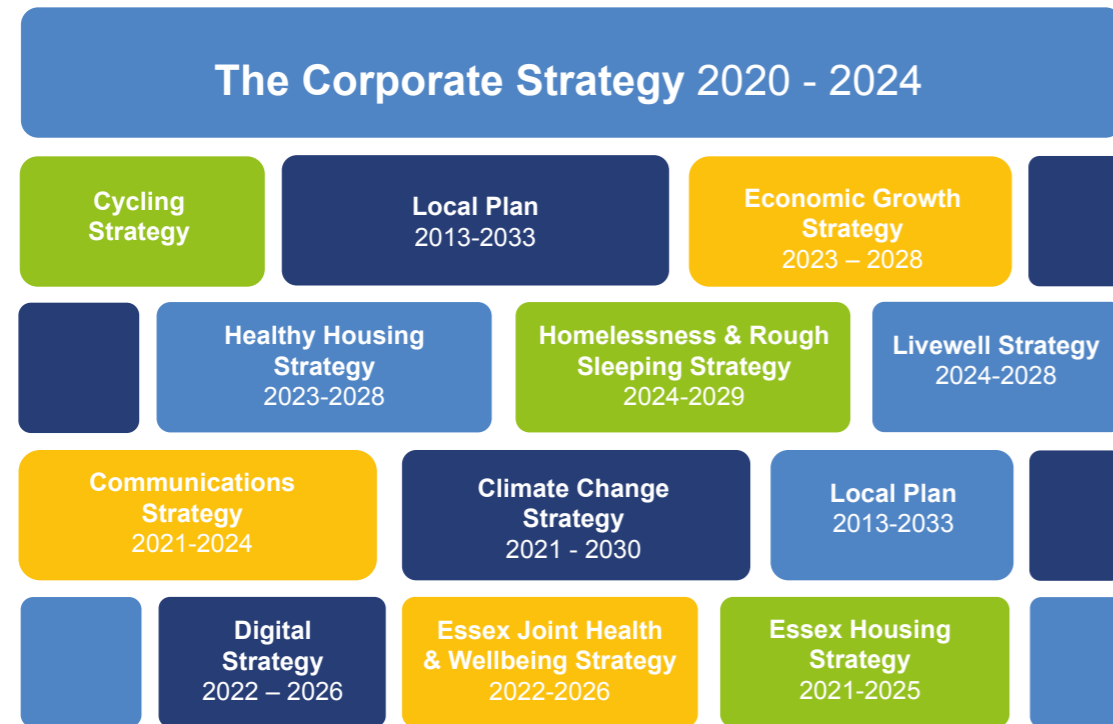 The Corporate Strategy 2020 - 2024
Cycling
Strategy
Local Plan
2013-2033
Economic Growth
Strategy
2023 – 2028
Healthy Housing
Strategy
2023-2028
Homelessness & Rough
Sleeping Strategy
2024-2029
Livewell Strategy
2024-2028
Communications
Strategy
2021-2024
Climate Change
Strategy
2021 - 2030
Local Plan
2013-2033
Digital
Strategy
2022 – 2026
Essex Joint Health
& Wellbeing Strategy
2022-2026
Essex Housing
Strategy
2021-2025